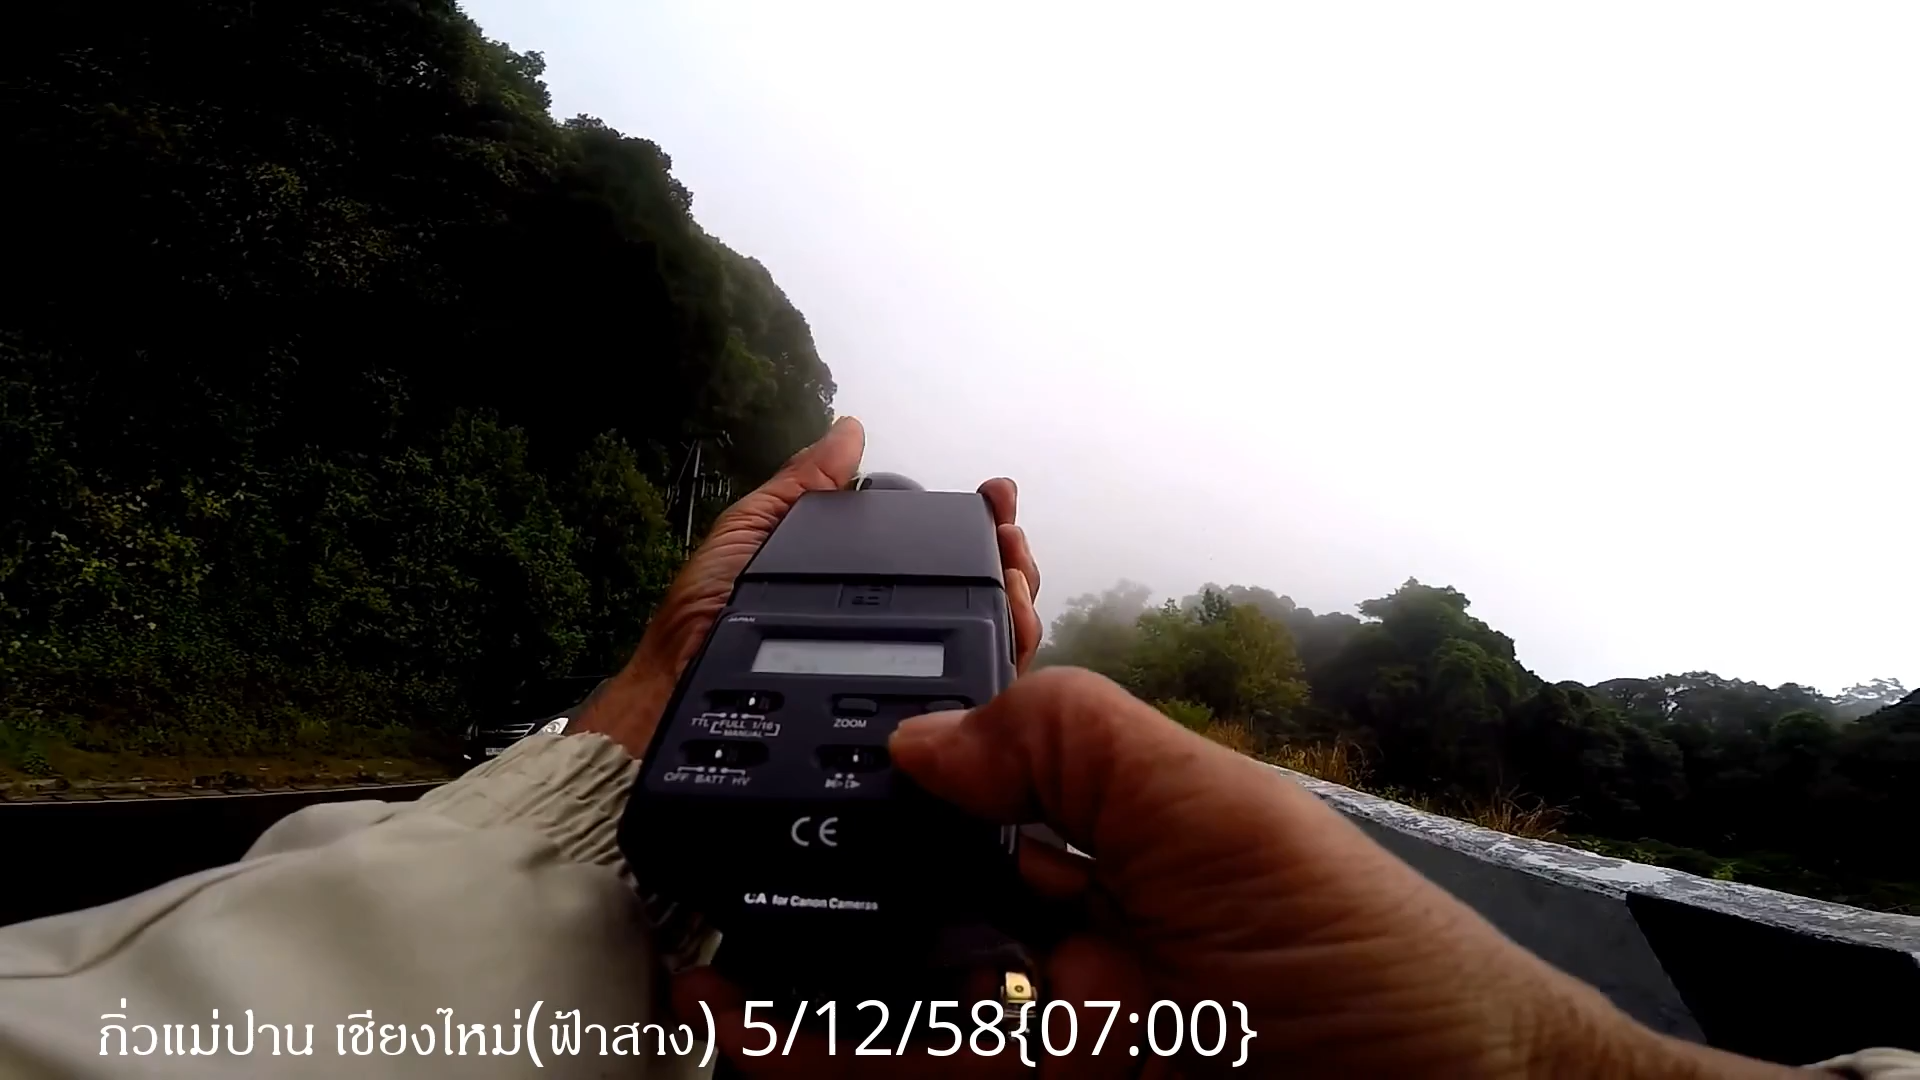 JAPAN
ZOOM
TTL FULL 1/16
MANUAL
OFF BATT HV
CE
CA for Canon Cameras
กิ่วแม่ปาน เชียงใหม่(ฟ้าสาง) 5/12/58{07:00}